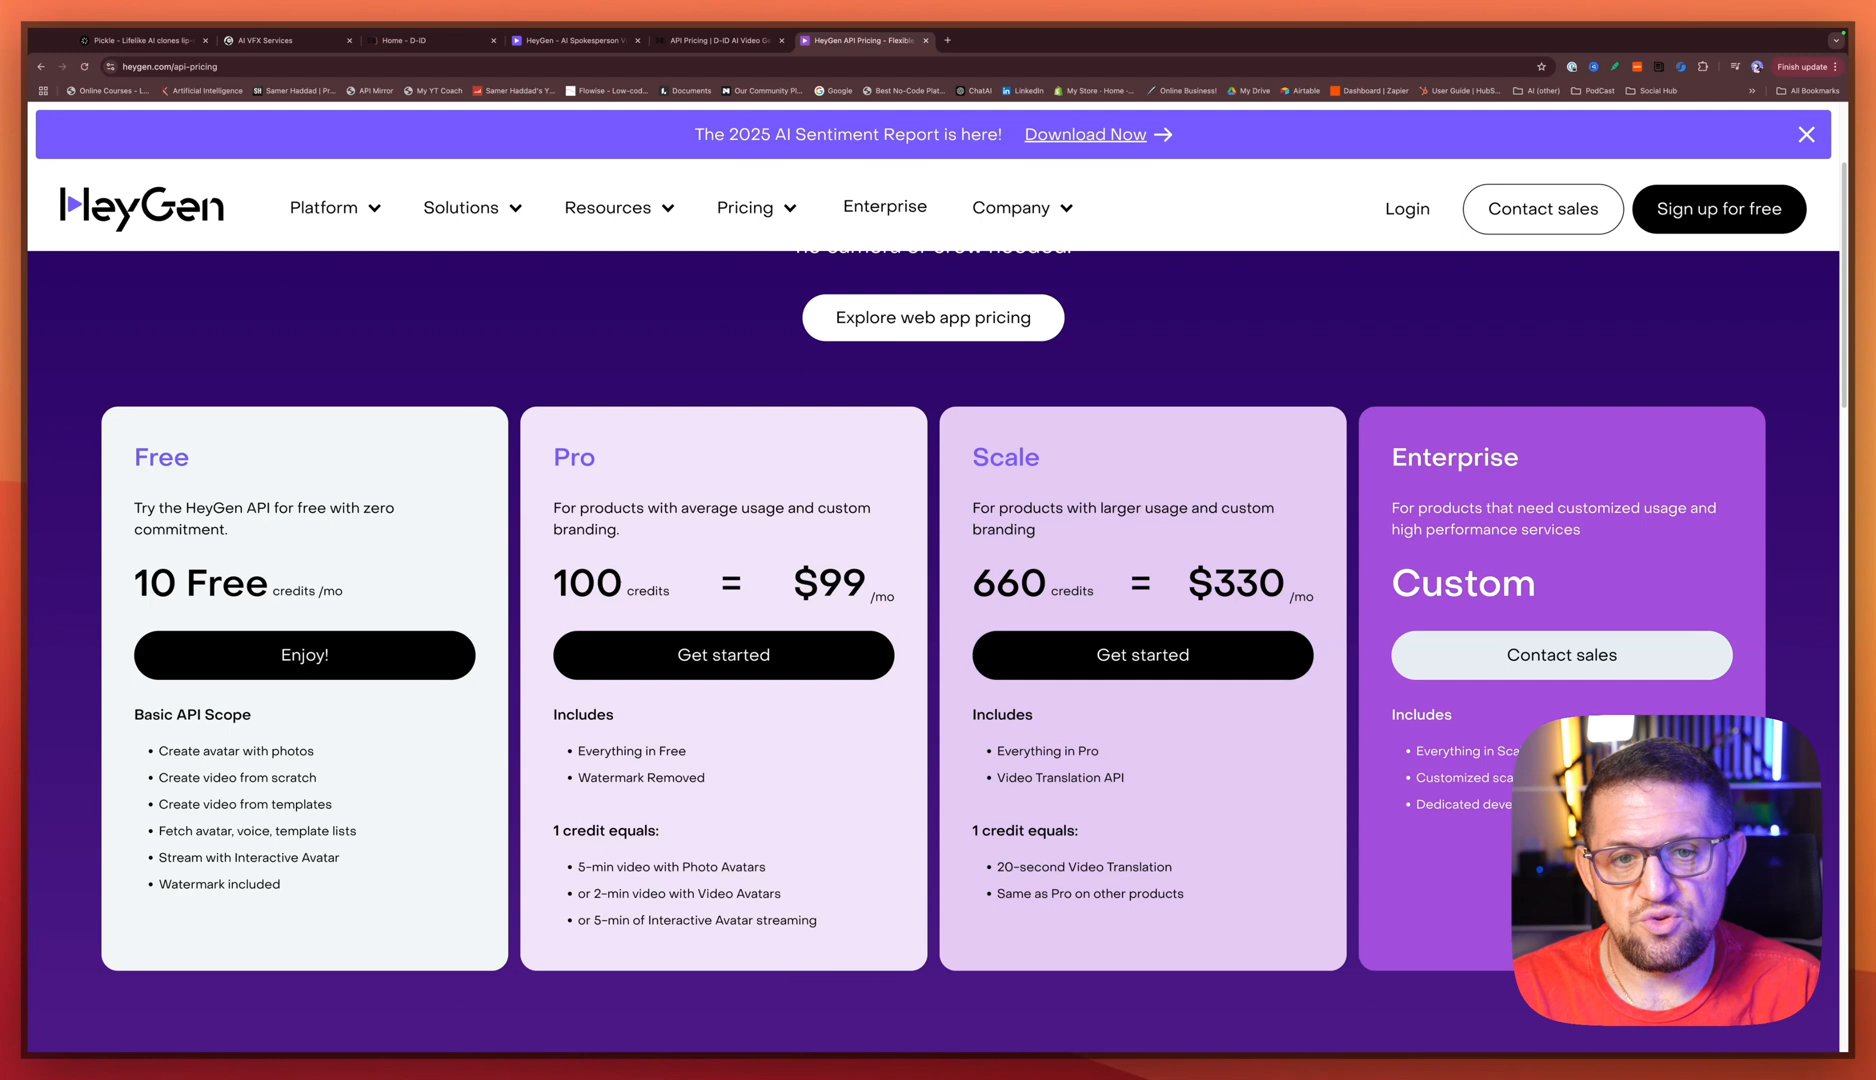 Pickle - Lifelike AI clones lip-
AI VFX Services
Home - D-ID
HeyGen - AI Spokesperson V
API Pricing | D-ID AI Video G
HeyGen API Pricing - Flexible
heygen.com/api-pricing
Finish update
Online Courses - L...
Artificial Intelligence
Samer Haddad | Pr...
API Mirror
My YT Coach
Samer Haddad's Y...
Flowise - Low-cod...
Documents
Our Community Pl...
Google
Best No-Code Plat...
ChatAI
LinkedIn
My Store · Home ·...
Online Business!
My Drive
Airtable
Dashboard | Zapier
User Guide | HubS...
AI (other)
PodCast
Social Hub
All Bookmarks
The 2025 AI Sentiment Report is here! Download Now
HeyGen
Platform
Solutions
Resources
Pricing
Enterprise
Company
Login
Contact sales
Sign up for free
no camera or crew needed!
Explore web app pricing
Free
Try the HeyGen API for free with zero
commitment.
10 Free credits /mo
Enjoy!
Basic API Scope
• Create avatar with photos
• Create video from scratch
• Create video from templates
• Fetch avatar, voice, template lists
• Stream with Interactive Avatar
• Watermark included
Pro
For products with average usage and custom
branding.
100 credits = $99 /mo
Get started
Includes
• Everything in Free
• Watermark Removed
1 credit equals:
• 5-min video with Photo Avatars
• or 2-min video with Video Avatars
• or 5-min of Interactive Avatar streaming
Scale
For products with larger usage and custom
branding
660 credits = $330 /mo
Get started
Includes
• Everything in Pro
• Video Translation API
1 credit equals:
• 20-second Video Translation
• Same as Pro on other products
Enterprise
For products that need customized usage and
high performance services
Custom
Contact sales
Includes
• Everything in Sca
• Customized sca
• Dedicated deve